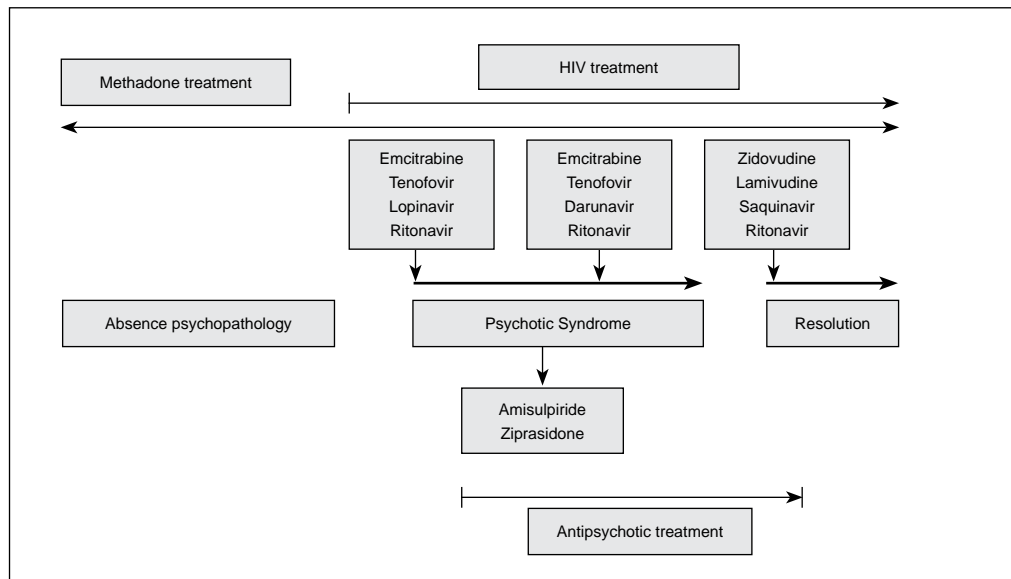 HIV treatment
Methadone treatment
Emcitrabine
Tenofovir
Lopinavir
Ritonavir
Emcitrabine
Tenofovir
Darunavir
Ritonavir
Zidovudine
Lamivudine
Saquinavir
Ritonavir
Absence psychopathology
Psychotic Syndrome
Resolution
Amisulpiride
Ziprasidone
Antipsychotic treatment